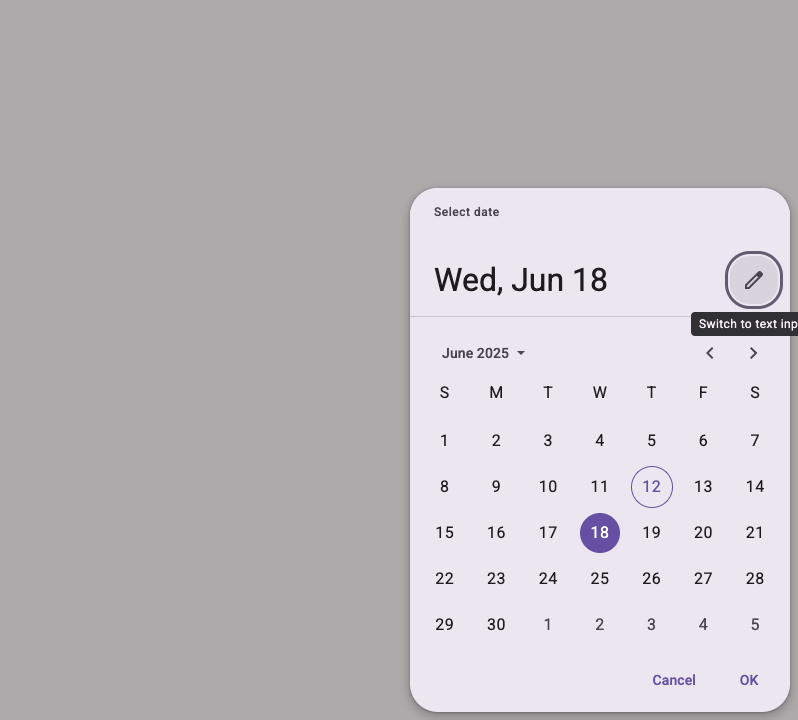 Select date
Wed, Jun 18
Switch to text inp
June 2025
S M T W T F S
1 2 3 4 5 6 7
8 9 10 11 12 13 14
15 16 17 18 19 20 21
22 23 24 25 26 27 28
29 30 1 2 3 4 5
Cancel OK